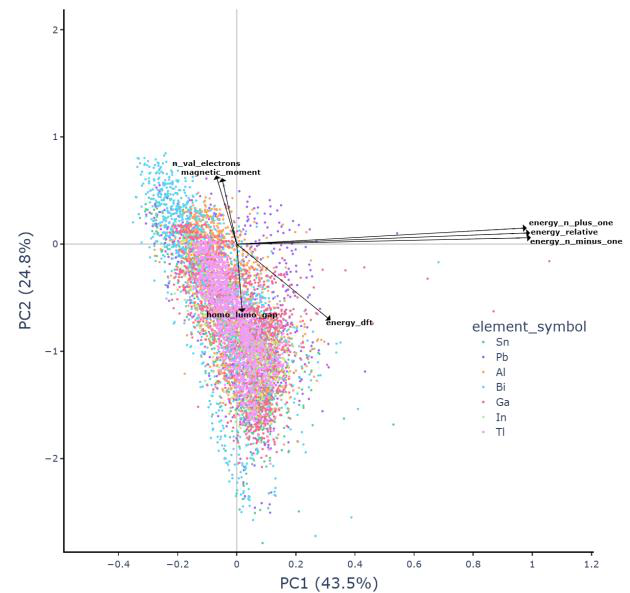 2
1
0
−1
−2
PC2 (24.8%)
n_val_electrons
magnetic_moment
energy_n_plus_one
energy_relative
energy_n_minus_one
homo_lumo_gap
energy_dft
element_symbol
Sn
Pb
Al
Bi
Ga
In
Tl
−0.4
−0.2
0
0.2
0.4
0.6
0.8
1
1.2
PC1 (43.5%)